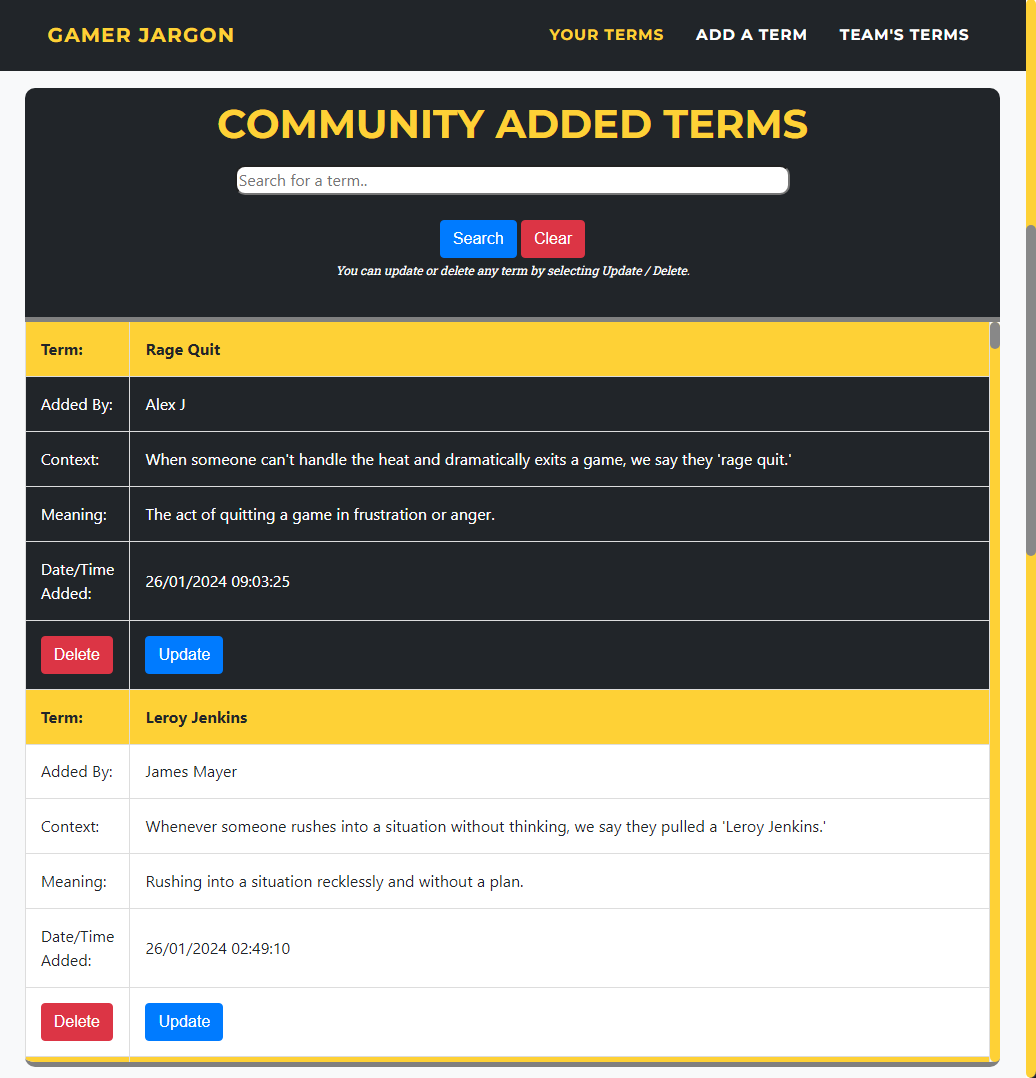 GAMER JARGON
YOUR TERMS
ADD A TERM
TEAM'S TERMS
COMMUNITY ADDED TERMS
Search for a term..
Search Clear
You can update or delete any term by selecting Update / Delete.
Term: Rage Quit
Added By: Alex J
Context: When someone can't handle the heat and dramatically exits a game, we say they 'rage quit.'
Meaning: The act of quitting a game in frustration or anger.
Date/Time
Added:
26/01/2024 09:03:25
Delete Update
Term: Leroy Jenkins
Added By: James Mayer
Context: Whenever someone rushes into a situation without thinking, we say they pulled a 'Leroy Jenkins.'
Meaning: Rushing into a situation recklessly and without a plan.
Date/Time
Added:
26/01/2024 02:49:10
Delete Update